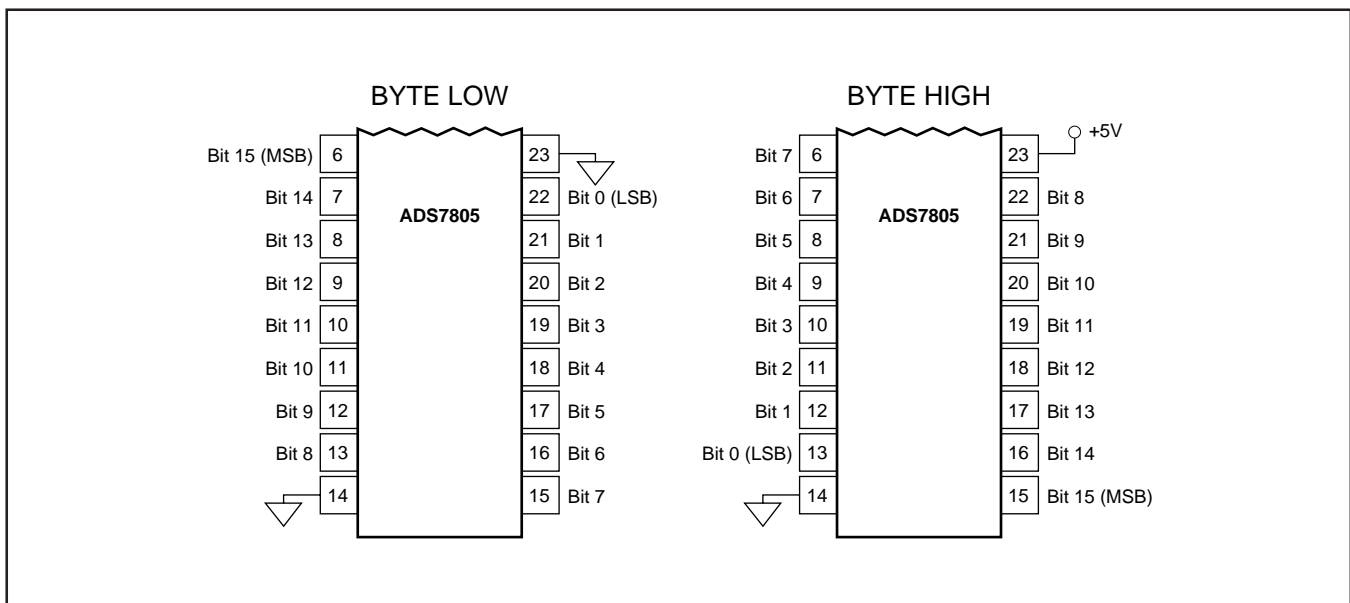 BYTE LOW
Bit 15 (MSB) 6 23
Bit 14 7 22 Bit 0 (LSB)
ADS7805
Bit 13 8 21 Bit 1
Bit 12 9 20 Bit 2
Bit 11 10 19 Bit 3
Bit 10 11 18 Bit 4
Bit 9 12 17 Bit 5
Bit 8 13 16 Bit 6
14 15 Bit 7
BYTE HIGH
+5V
Bit 7 6 23
Bit 6 7 22 Bit 8
ADS7805
Bit 5 8 21 Bit 9
Bit 4 9 20 Bit 10
Bit 3 10 19 Bit 11
Bit 2 11 18 Bit 12
Bit 1 12 17 Bit 13
Bit 0 (LSB) 13 16 Bit 14
14 15 Bit 15 (MSB)